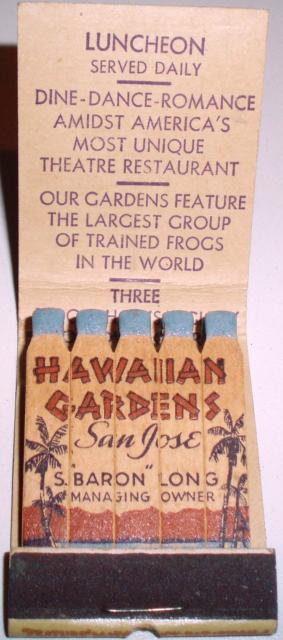 LUNCHEON
SERVED DAILY
DINE-DANCE-ROMANCE
AMIDST AMERICA'S
MOST UNIQUE
THEATRE RESTAURANT
OUR GARDENS FEATURE
THE LARGEST GROUP
OF TRAINED FROGS
IN THE WORLD
THREE
HAWAIIAN
GARDENS
San Jose
S. "BARON" LONG
MANAGING OWNER